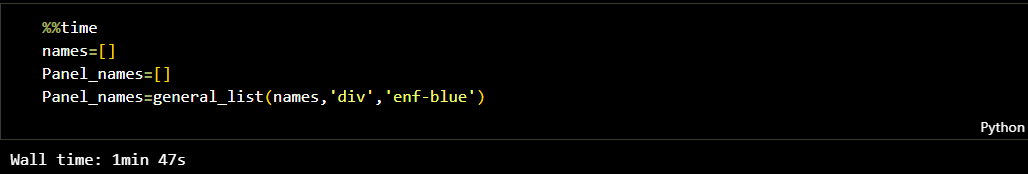 %%time
names=[]
Panel_names=[]
Panel_names=general_list(names,'div','enf-blue')
Python
Wall time: 1min 47s